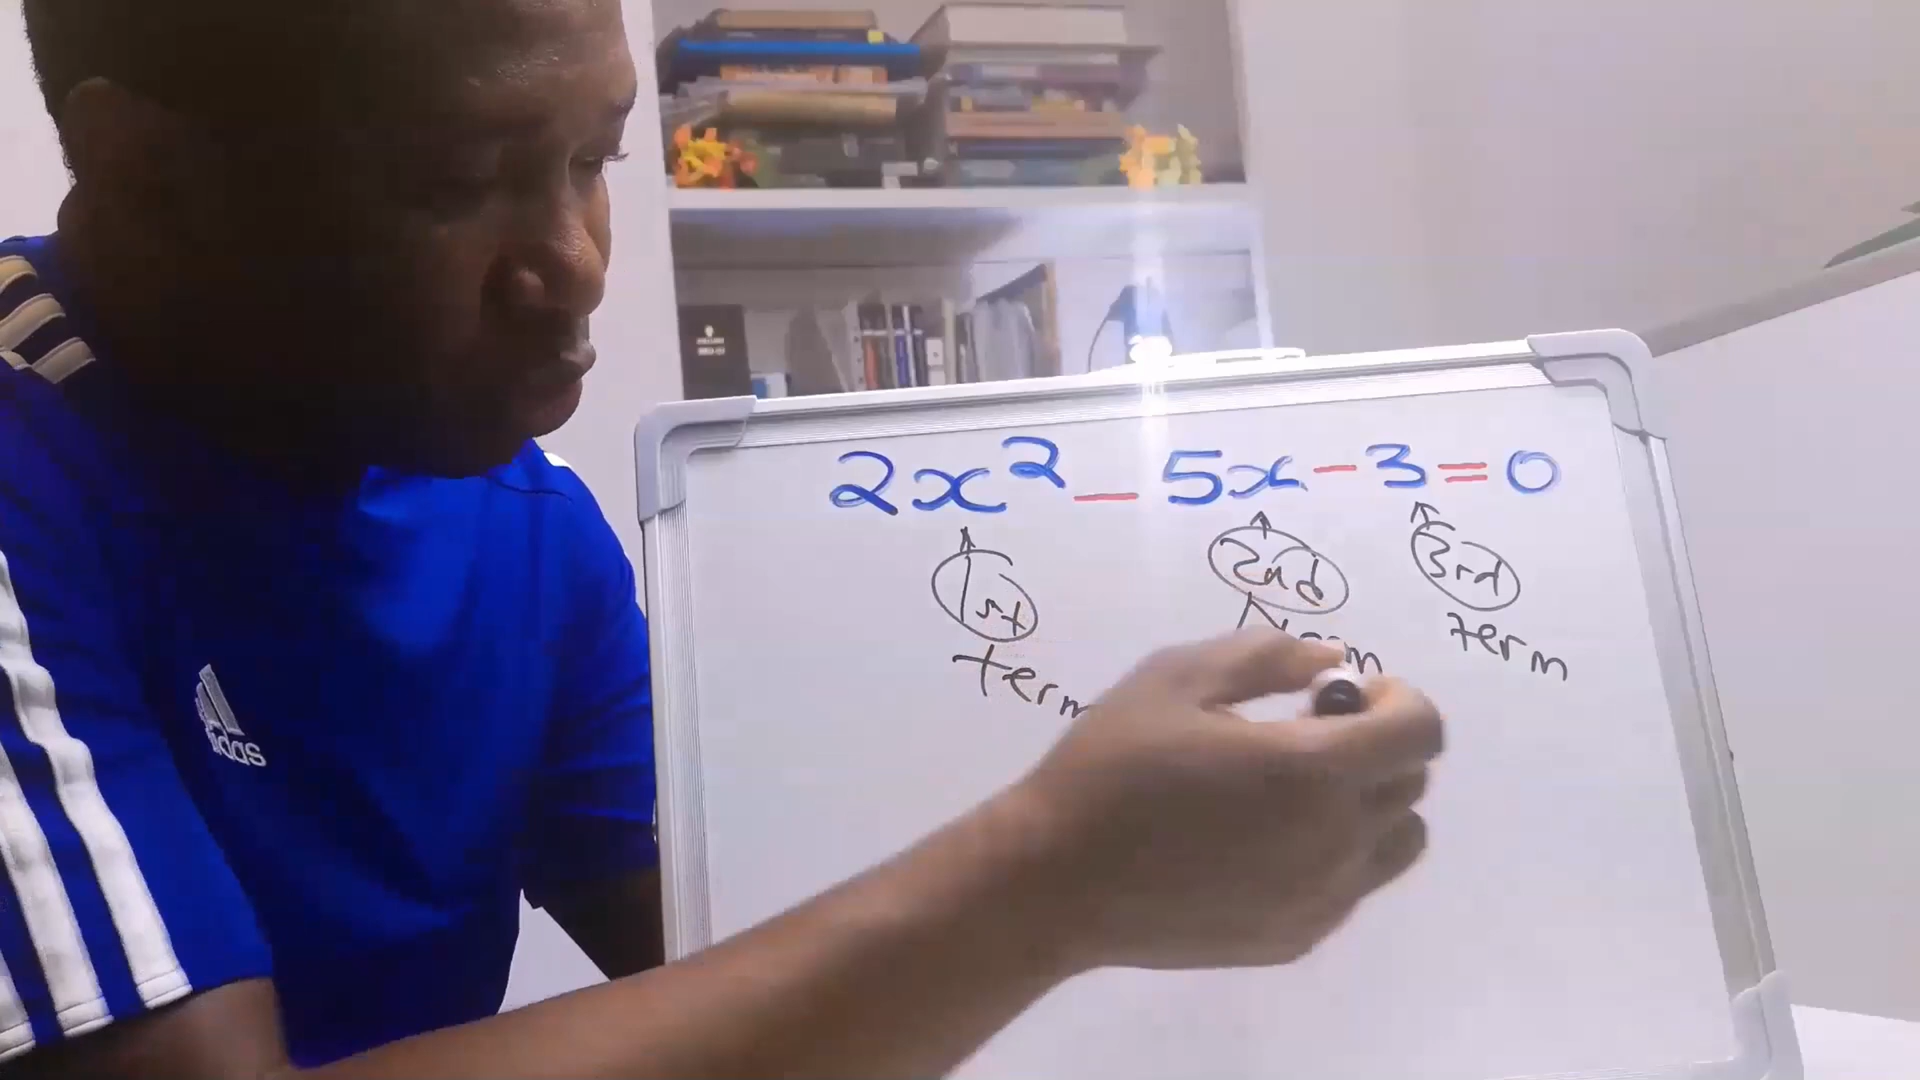 2x² - 5x - 3 = 0
1st 2nd 3rd
term term term
adidas